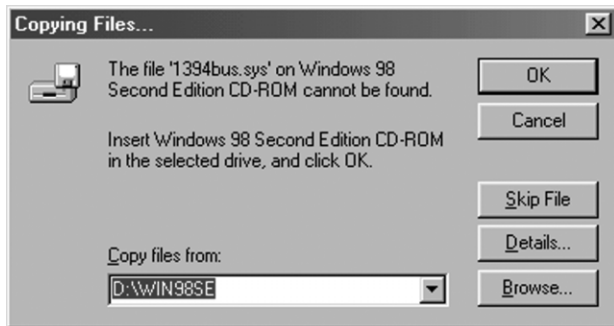 Copying Files...
The file '1394bus.sys' on Windows 98
Second Edition CD-ROM cannot be found.
Insert Windows 98 Second Edition CD-ROM
in the selected drive, and click OK.
Copy files from:
D:\WIN98SE
OK
Cancel
Skip File
Details...
Browse...